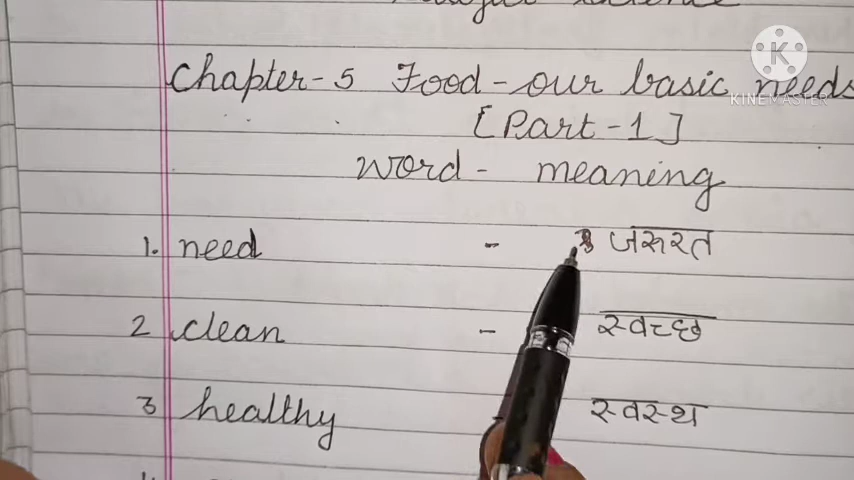 Chapter-5 Food-our basic needs
[Part-1]
word- meaning
1. need - जरूरत
2 clean - स्वच्छ
3 healthy स्वस्थ
K
KINEMASTER